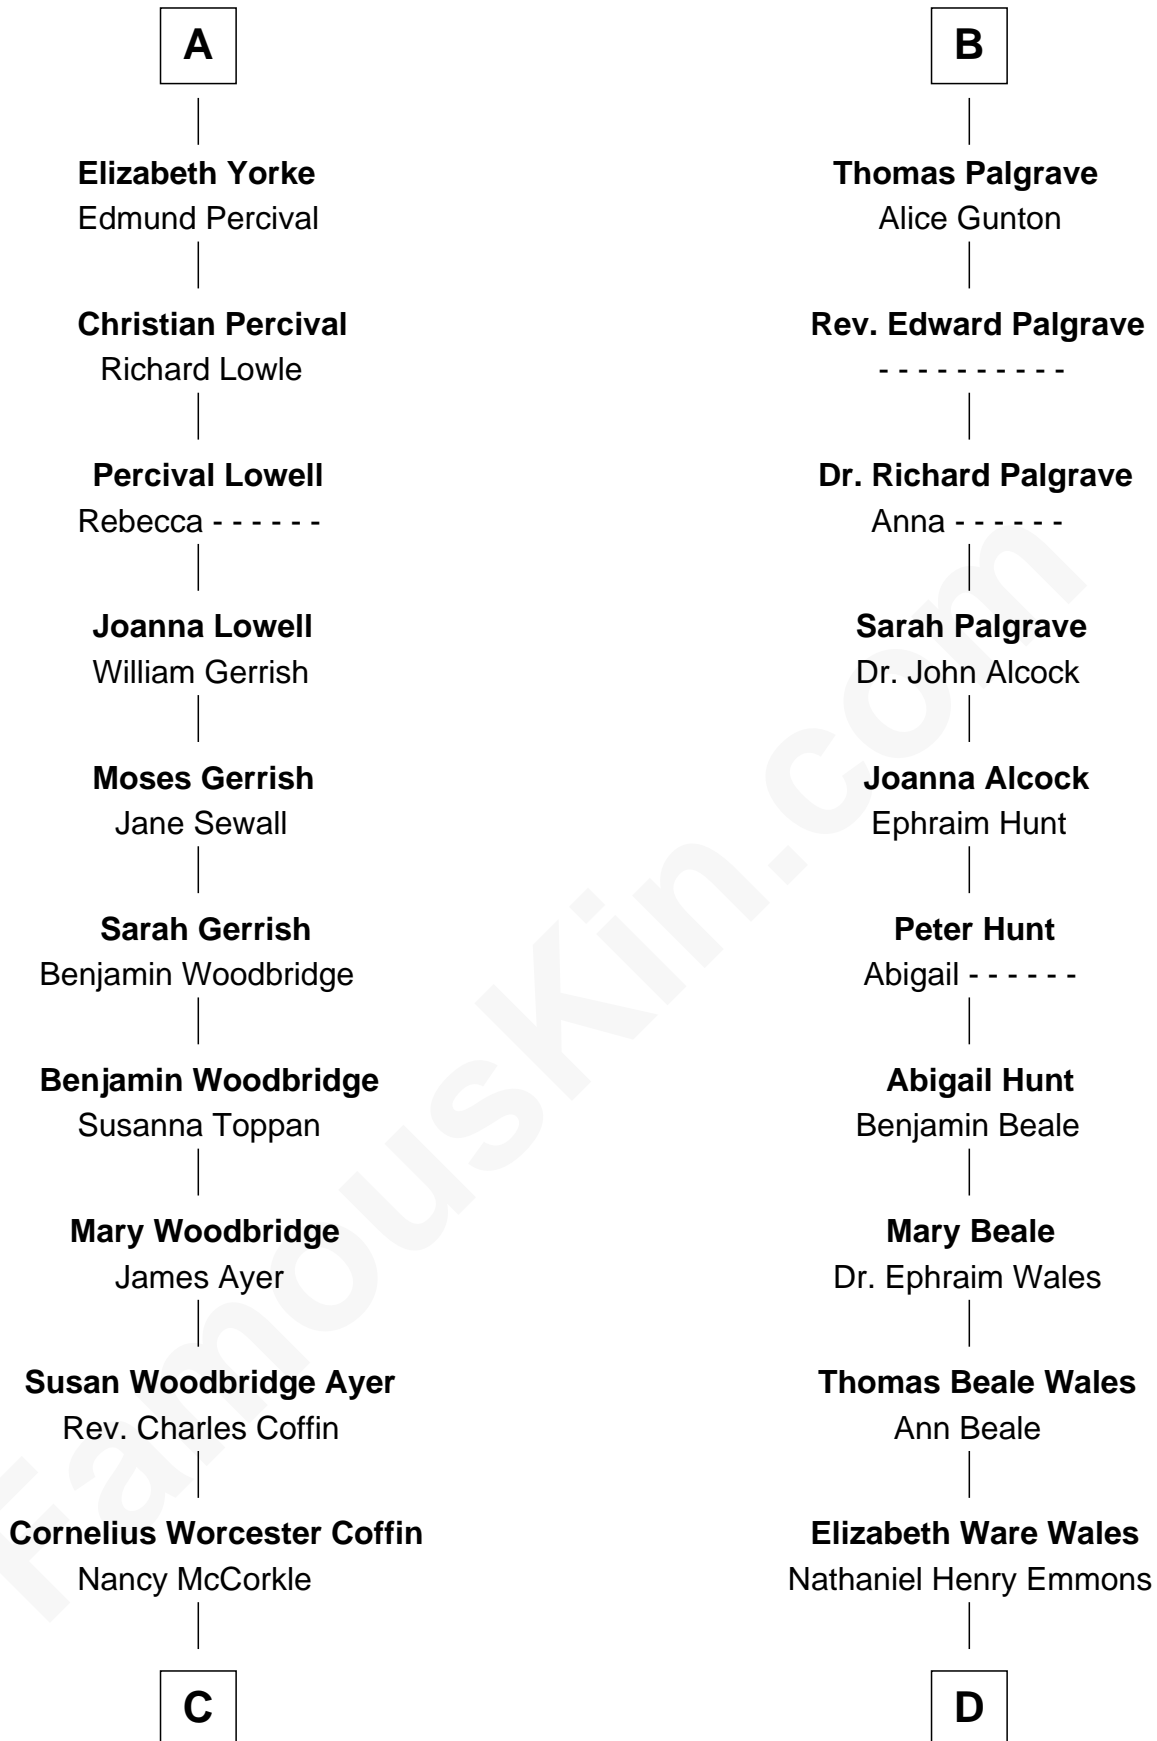 A
Elizabeth Yorke
Edmund Percival
Christian Percival
Richard Lowle
Percival Lowell
Rebecca - - - - - -
Joanna Lowell
William Gerrish
Moses Gerrish
Jane Sewall
Sarah Gerrish
Benjamin Woodbridge
Benjamin Woodbridge
Susanna Toppan
Mary Woodbridge
James Ayer
Susan Woodbridge Ayer
Rev. Charles Coffin
Cornelius Worcester Coffin
Nancy McCorkle
C
B
Thomas Palgrave
Alice Gunton
Rev. Edward Palgrave
- - - - - - - - - -
Dr. Richard Palgrave
Anna - - - - - -
Sarah Palgrave
Dr. John Alcock
Joanna Alcock
Ephraim Hunt
Peter Hunt
Abigail - - - - - -
Abigail Hunt
Benjamin Beale
Mary Beale
Dr. Ephraim Wales
Thomas Beale Wales
Ann Beale
Elizabeth Ware Wales
Nathaniel Henry Emmons
D
FamousKin.com